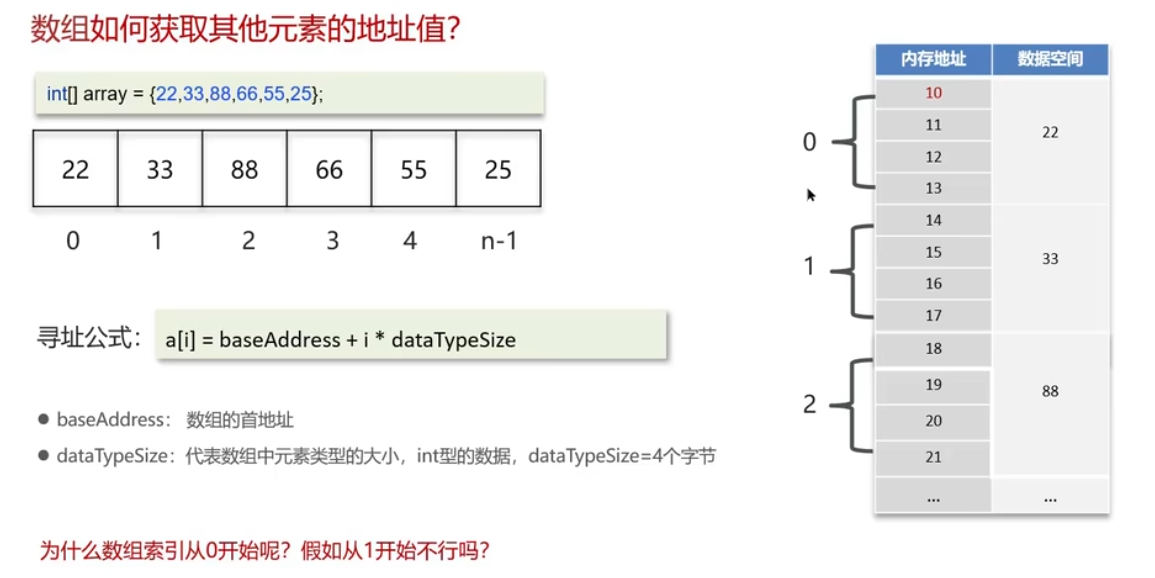 数组如何获取其他元素的地址值？
int[] array = {22,33,88,66,55,25};
22 33 88 66 55 25
0 1 2 3 4 n-1
寻址公式：
a[i] = baseAddress + i * dataTypeSize
baseAddress： 数组的首地址
dataTypeSize：代表数组中元素类型的大小，int型的数据，dataTypeSize=4个字节
为什么数组索引从0开始呢？假如从1开始不行吗？
内存地址 数据空间
0
10
11
22
12
13
1
14
15
33
16
17
2
18
19
88
20
21
... ...